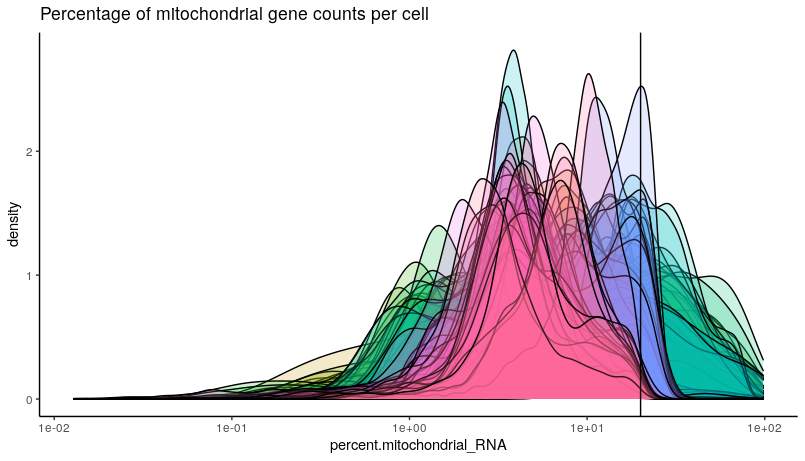 Percentage of mitochondrial gene counts per cell
density
2
1
0
1e-02
1e-01
1e+00
1e+01
1e+02
percent.mitochondrial_RNA